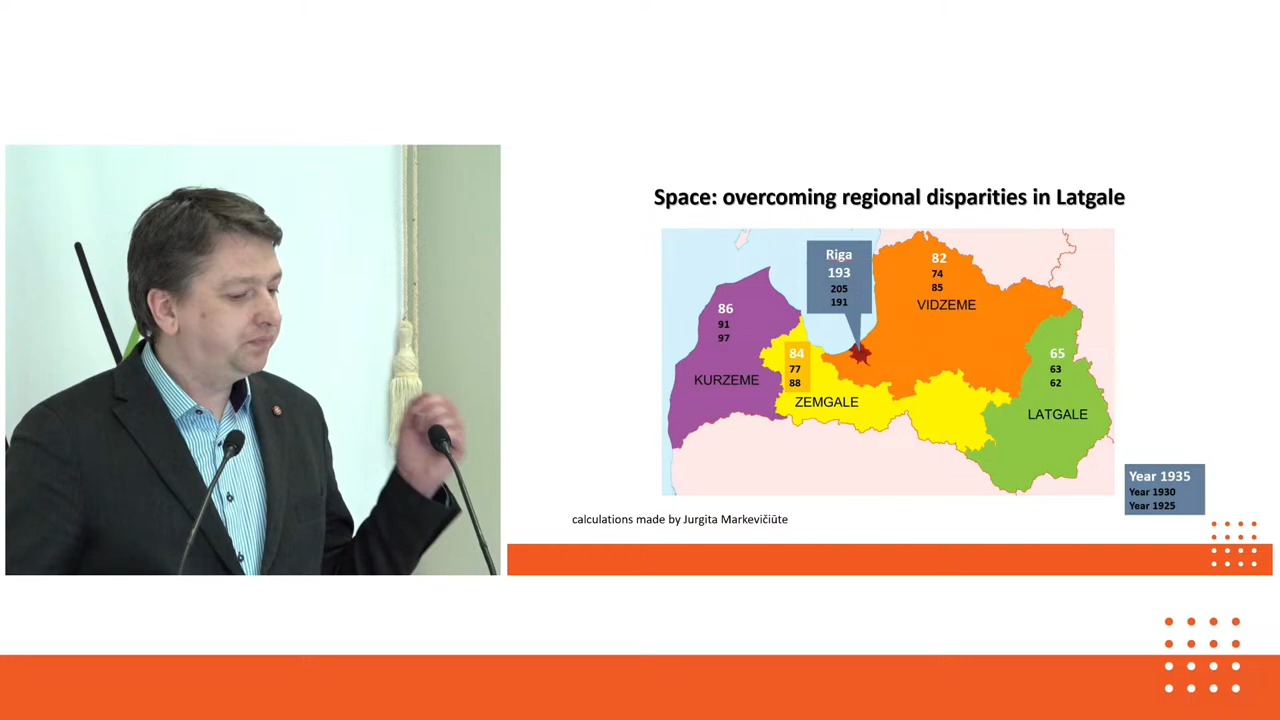 Space: overcoming regional disparities in Latgale
Riga
193
205
191
82
74
85
VIDZEME
86
91
97
KURZEME
84
77
88
ZEMGALE
65
63
62
LATGALE
Year 1935
Year 1930
Year 1925
calculations made by Jurgita Markevičiūte